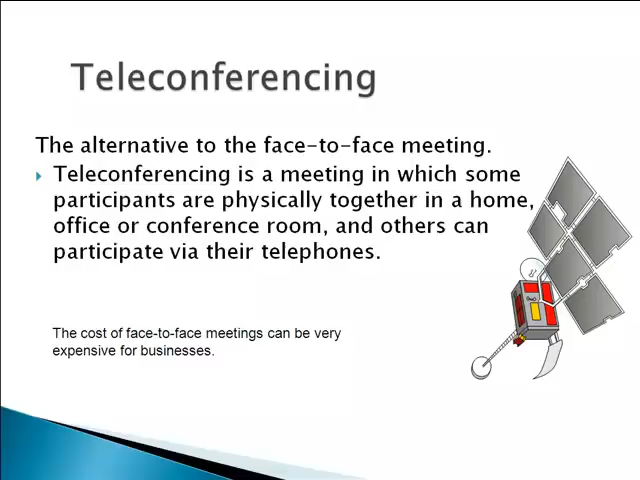 Teleconferencing
The alternative to the face-to-face meeting.
Teleconferencing is a meeting in which some
participants are physically together in a home,
office or conference room, and others can
participate via their telephones.
The cost of face-to-face meetings can be very
expensive for businesses.